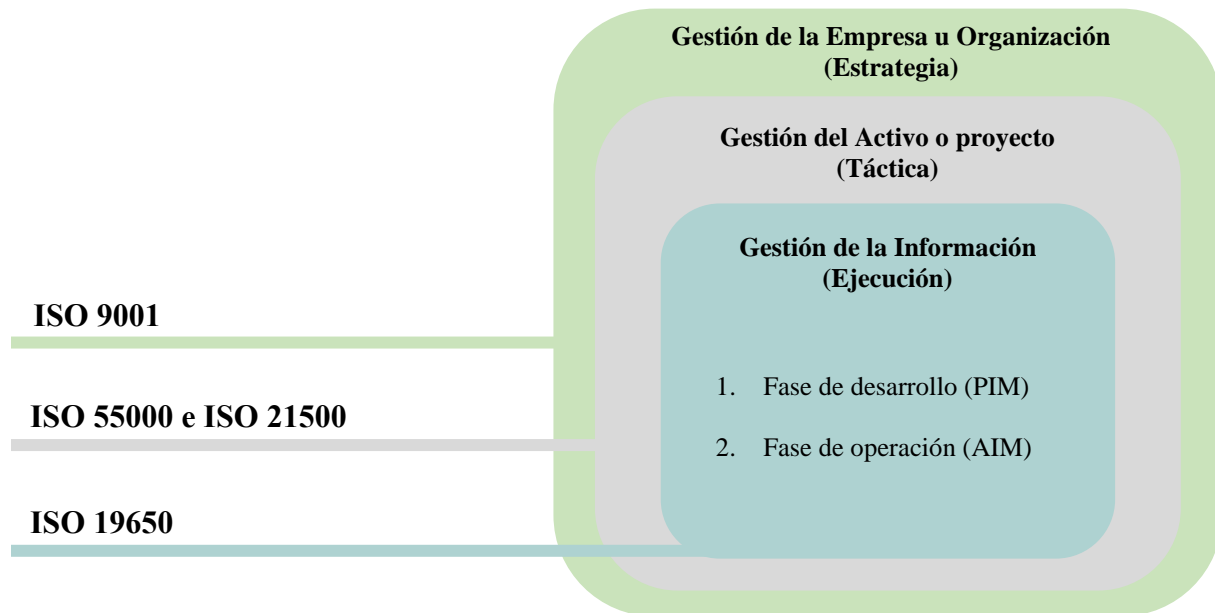 Gestión de la Empresa u Organización
(Estrategia)
Gestión del Activo o proyecto
(Táctica)
Gestión de la Información
(Ejecución)
ISO 9001
1. Fase de desarrollo (PIM)
ISO 55000 e ISO 21500
2. Fase de operación (AIM)
ISO 19650